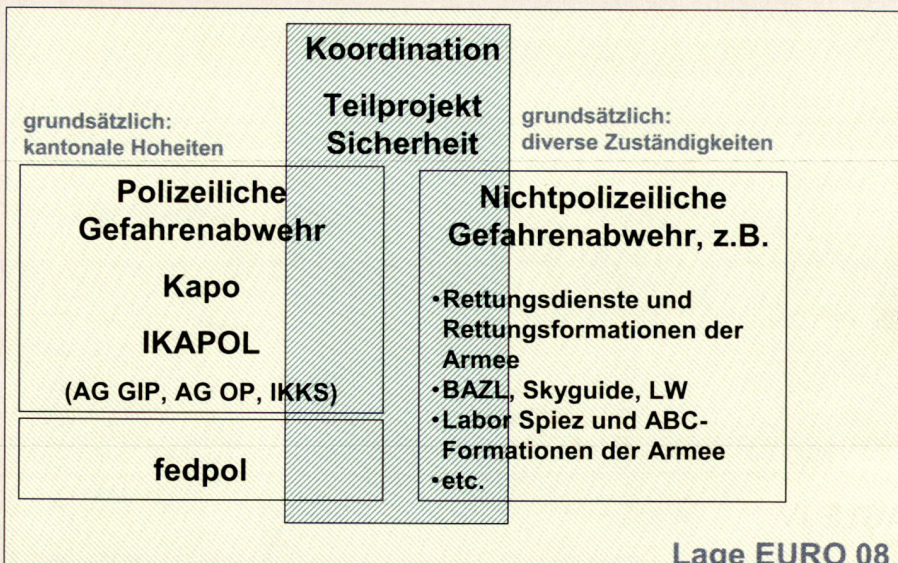 Koordination
Teilprojekt
Sicherheit
grundsätzlich:
kantonale Hoheiten
grundsätzlich:
diverse Zuständigkeiten
Polizeiliche
Gefahrenabwehr
Kapo
IKAPOL
(AG GIP, AG OP, IKKS)
fedpol
Nichtpolizeiliche
Gefahrenabwehr, z.B.
•Rettungsdienste und
Rettungsformationen der
Armee
•BAZL, Skyguide, LW
•Labor Spiez und ABC-
Formationen der Armee
•etc.
Lage EURO 08